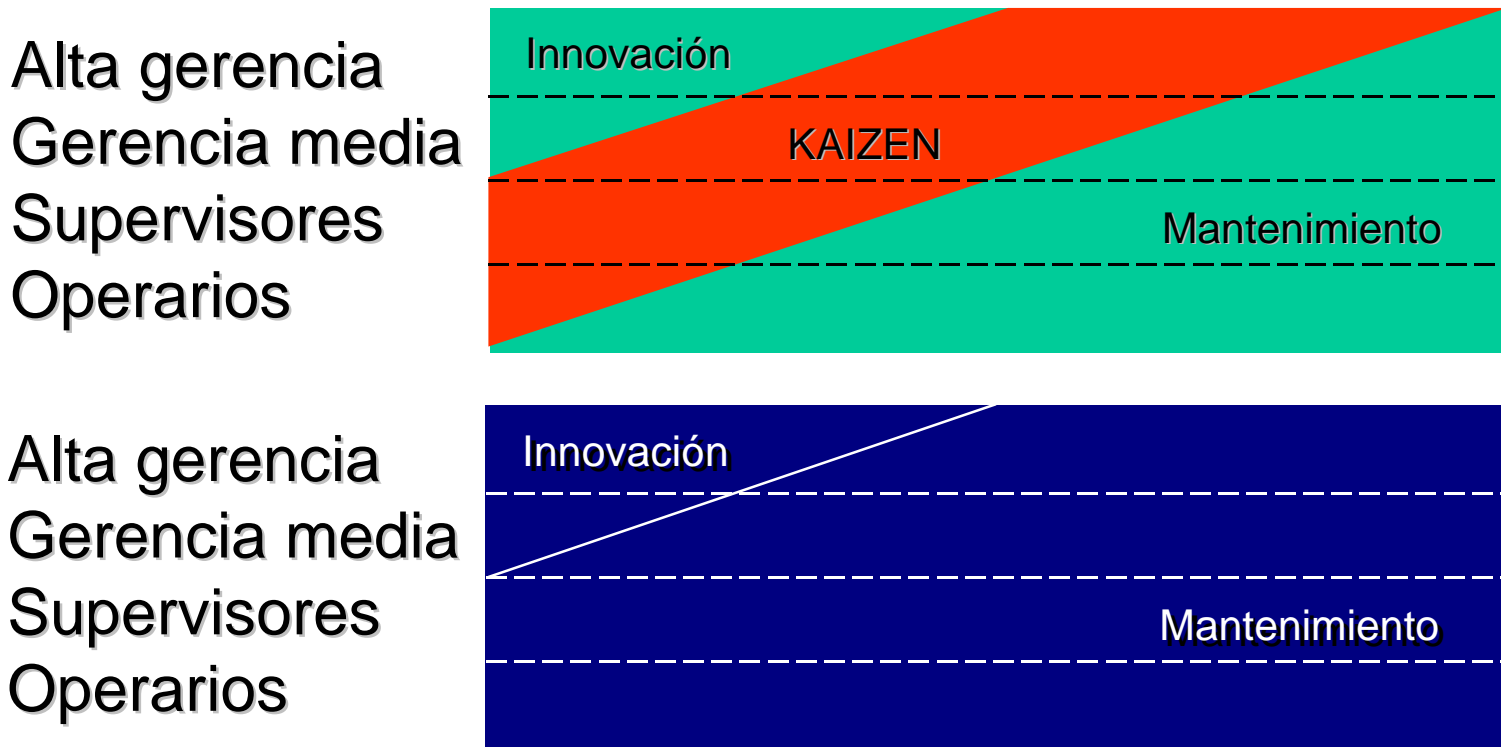 Alta gerencia
Gerencia media
Supervisores
Operarios
Innovación
KAIZEN
Mantenimiento
Alta gerencia
Gerencia media
Supervisores
Operarios
Innovación
Mantenimiento